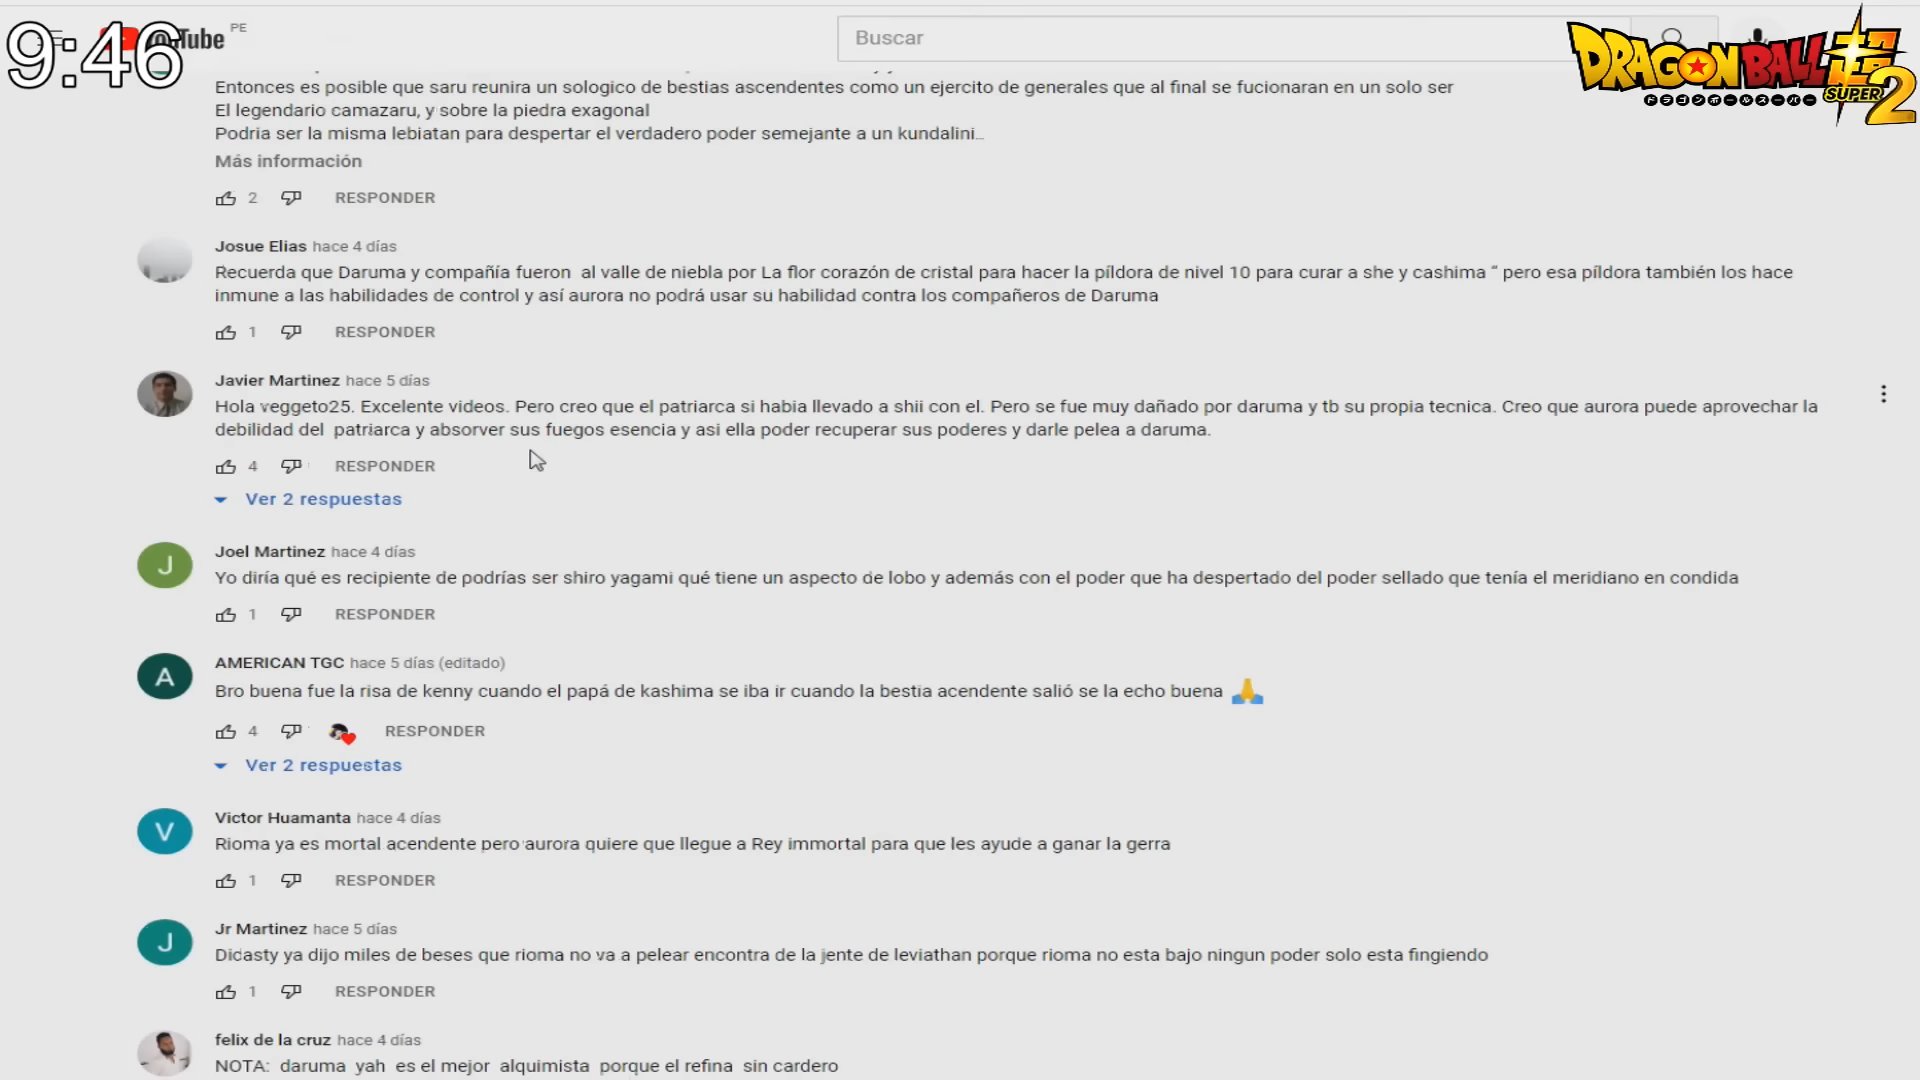 9:46
YouTube PE
Buscar
DRAGON BALL 超 SUPER 2
ドラゴンボールスーパー
Entonces es posible que saru reunira un sologico de bestias ascendentes como un ejercito de generales que al final se fucionaran en un solo ser
El legendario camazaru, y sobre la piedra exagonal
Podria ser la misma lebiatan para despertar el verdadero poder semejante a un kundalini...
Más información
2 RESPONDER
Josue Elias hace 4 días
Recuerda que Daruma y compañía fueron al valle de niebla por La flor corazón de cristal para hacer la píldora de nivel 10 para curar a she y cashima " pero esa píldora también los hace
inmune a las habilidades de control y así aurora no podrá usar su habilidad contra los compañeros de Daruma
1 RESPONDER
Javier Martinez hace 5 días
Hola veggeto25. Excelente videos. Pero creo que el patriarca si habia llevado a shii con el. Pero se fue muy dañado por daruma y tb su propia tecnica. Creo que aurora puede aprovechar la
debilidad del patriarca y absorver sus fuegos esencia y asi ella poder recuperar sus poderes y darle pelea a daruma.
4 RESPONDER
Ver 2 respuestas
J
Joel Martinez hace 4 días
Yo diría qué es recipiente de podrías ser shiro yagami qué tiene un aspecto de lobo y además con el poder que ha despertado del poder sellado que tenía el meridiano en condida
1 RESPONDER
A
AMERICAN TGC hace 5 días (editado)
Bro buena fue la risa de kenny cuando el papá de kashima se iba ir cuando la bestia acendente salió se la echo buena 🙏
4 RESPONDER
Ver 2 respuestas
V
Victor Huamanta hace 4 días
Rioma ya es mortal acendente pero aurora quiere que llegue a Rey immortal para que les ayude a ganar la gerra
1 RESPONDER
J
Jr Martinez hace 5 días
Didasty ya dijo miles de beses que rioma no va a pelear encontra de la jente de leviathan porque rioma no esta bajo ningun poder solo esta fingiendo
1 RESPONDER
felix de la cruz hace 4 días
NOTA: daruma yah es el mejor alquimista porque el refina sin cardero